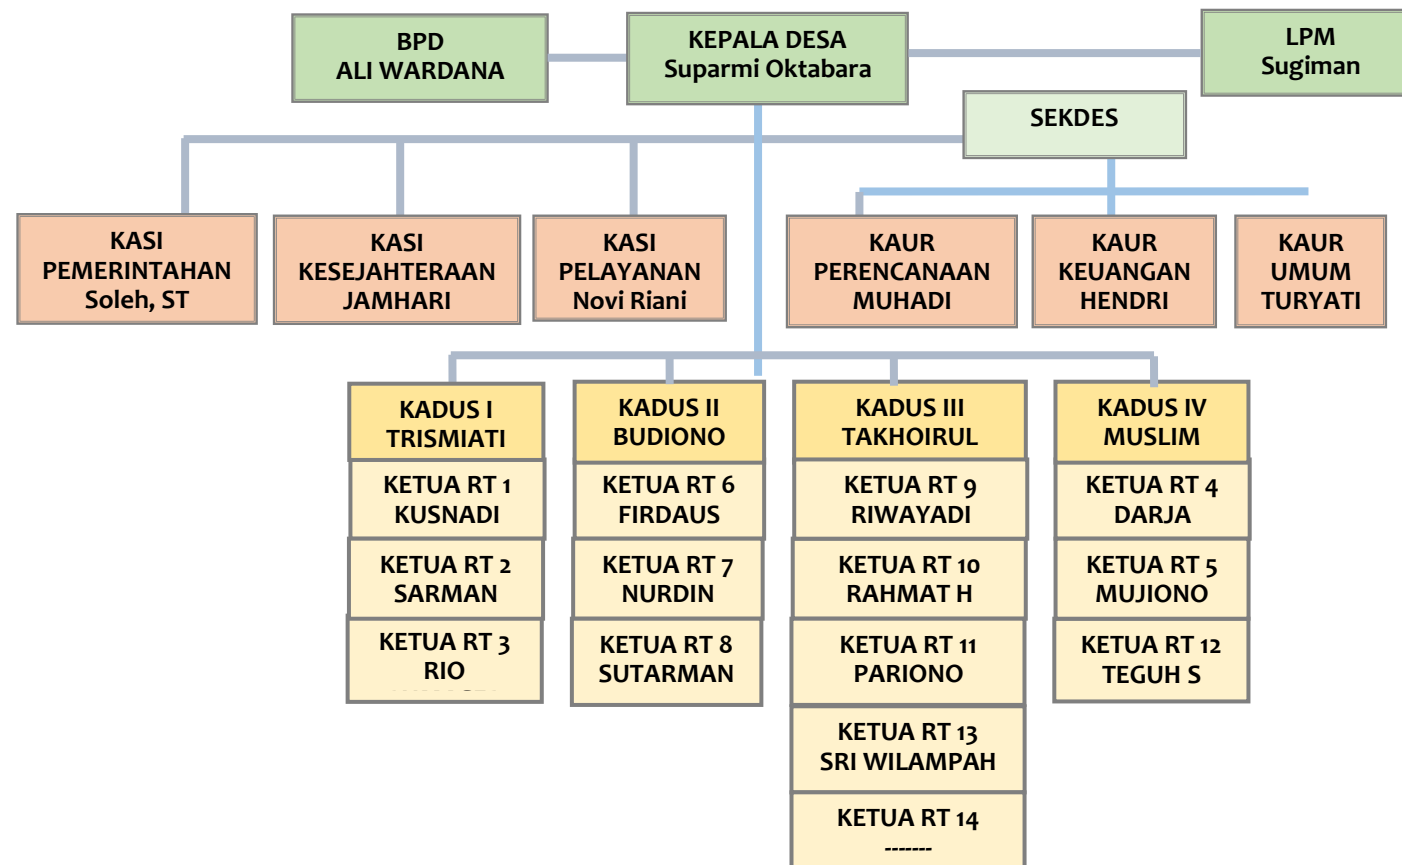 BPD
ALI WARDANA
KEPALA DESA
Suparmi Oktabara
LPM
Sugiman
SEKDES
KASI
PEMERINTAHAN
Soleh, ST
KASI
KESEJAHTERAAN
JAMHARI
KASI
PELAYANAN
Novi Riani
KAUR
PERENCANAAN
MUHADI
KAUR
KEUANGAN
HENDRI
KAUR
UMUM
TURYATI
KADUS I
TRISMIATI
KETUA RT 1
KUSNADI
KETUA RT 2
SARMAN
KETUA RT 3
RIO
KADUS II
BUDIONO
KETUA RT 6
FIRDAUS
KETUA RT 7
NURDIN
KETUA RT 8
SUTARMAN
KADUS III
TAKHOIRUL
KETUA RT 9
RIWAYADI
KETUA RT 10
RAHMAT H
KETUA RT 11
PARIONO
KETUA RT 13
SRI WILAMPAH
KETUA RT 14
-------
KADUS IV
MUSLIM
KETUA RT 4
DARJA
KETUA RT 5
MUJIONO
KETUA RT 12
TEGUH S